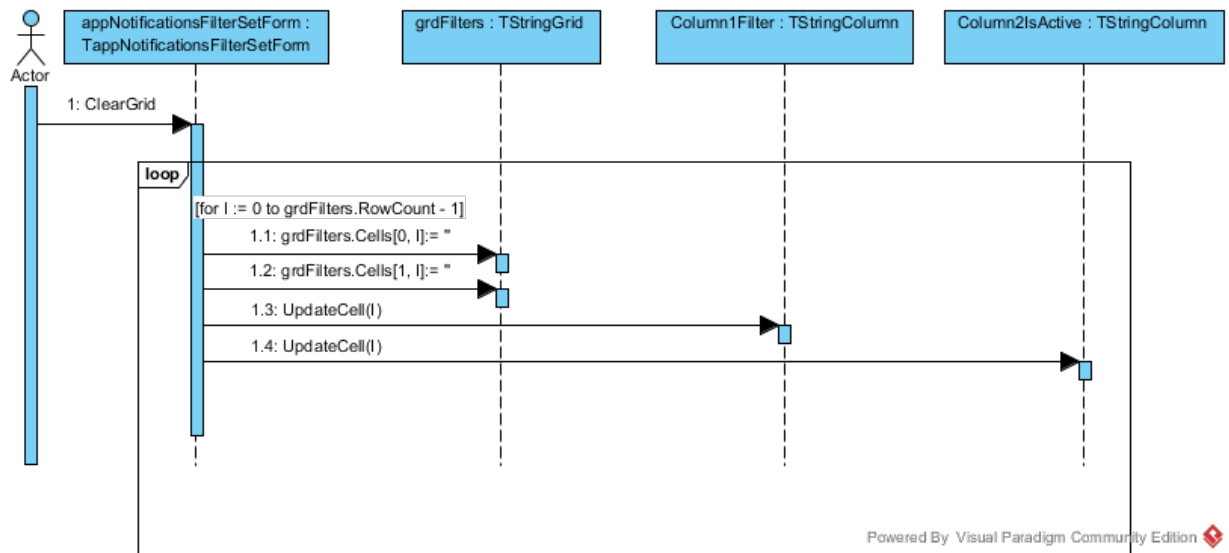 appNotificationsFilterSetForm :
TappNotificationsFilterSetForm
grdFilters : TStringGrid
Column1Filter : TStringColumn
Column2IsActive : TStringColumn
Actor
1: ClearGrid
loop
[for I := 0 to grdFilters.RowCount - 1]
1.1: grdFilters.Cells[0, I]:= ''
1.2: grdFilters.Cells[1, I]:= ''
1.3: UpdateCell(I)
1.4: UpdateCell(I)
Powered By Visual Paradigm Community Edition